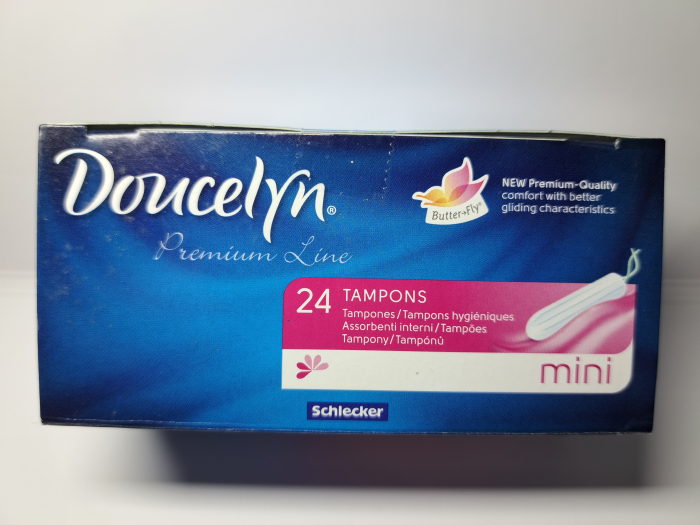 Doucelyn®
Premium Line
Butter→Fly®
NEW Premium-Quality
comfort with better
gliding characteristics
24 TAMPONS
Tampones/Tampons hygiéniques
Assorbenti interni/Tampões
Tampony/Tampónů
mini
Schlecker